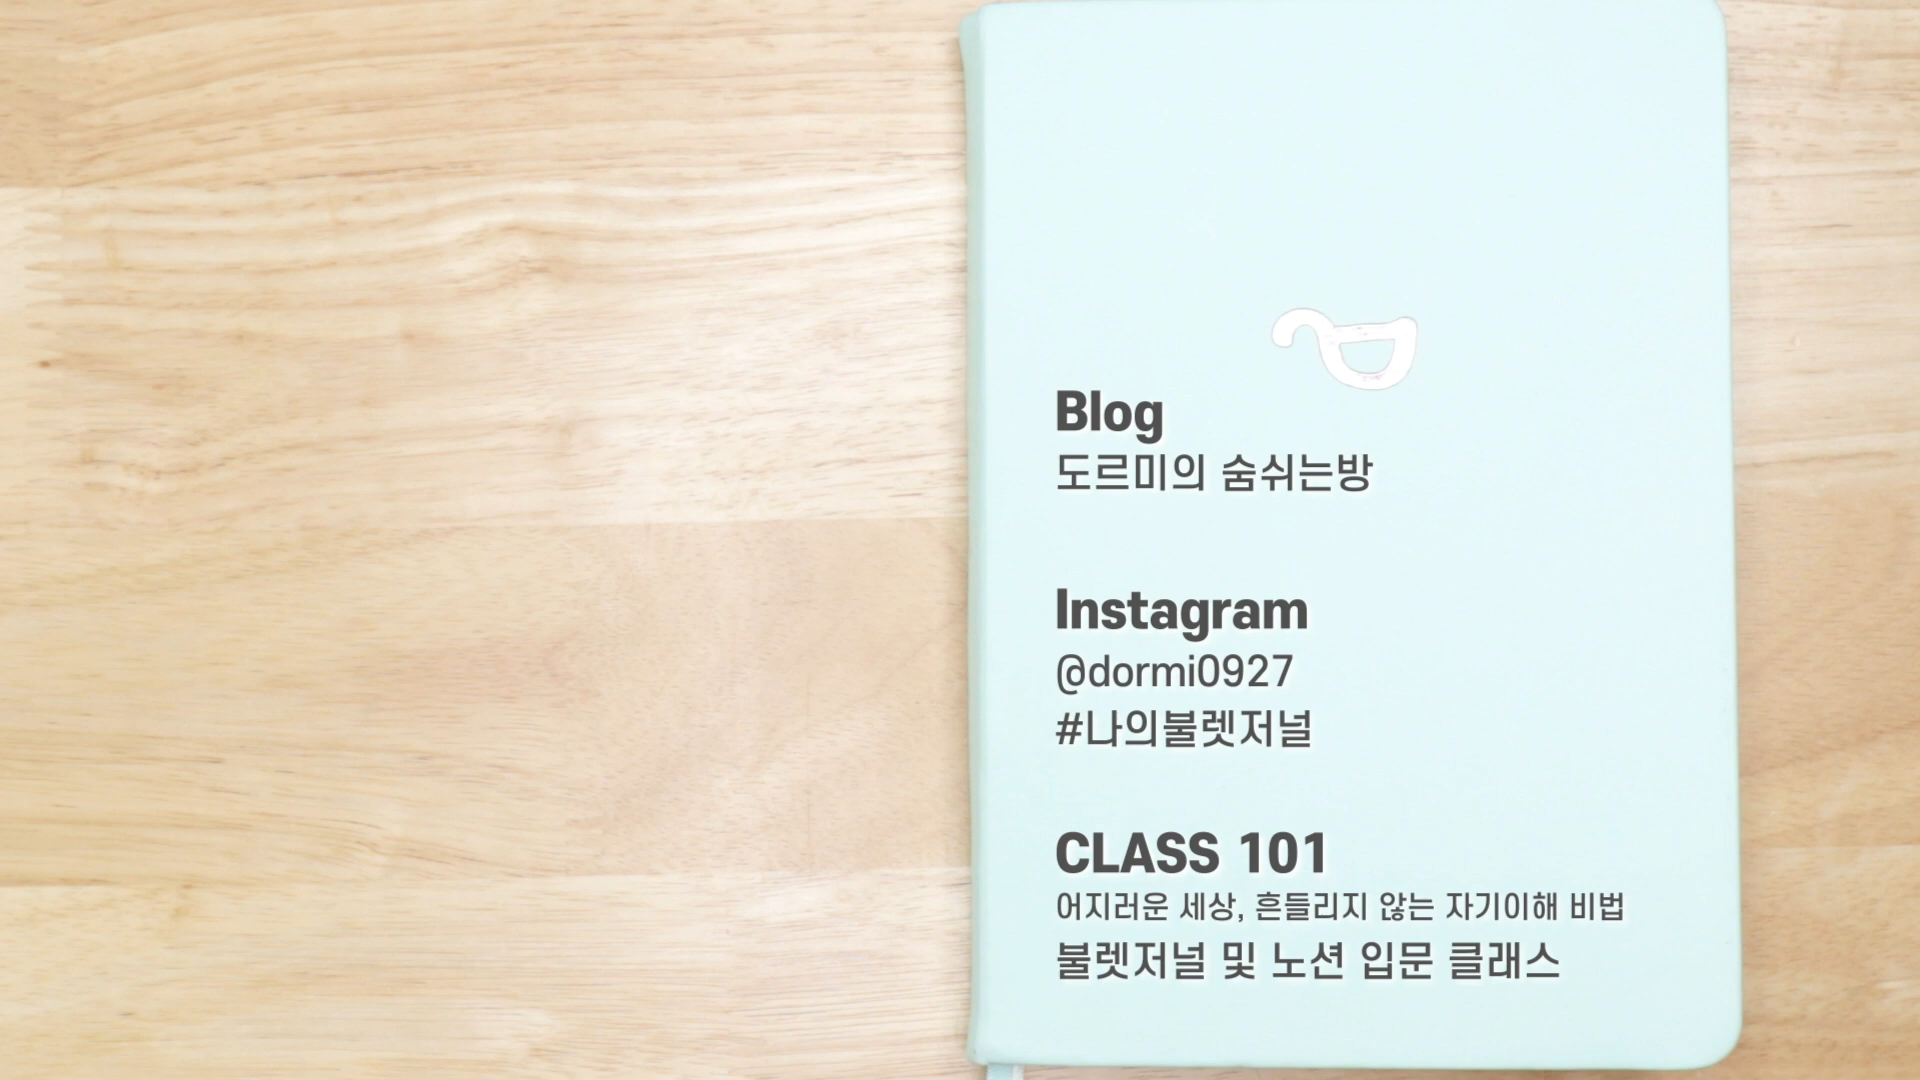 Blog
도르미의 숨쉬는방
Instagram
@dormi0927
#나의불렛저널
CLASS 101
어지러운 세상, 흔들리지 않는 자기이해 비법
불렛저널 및 노션 입문 클래스